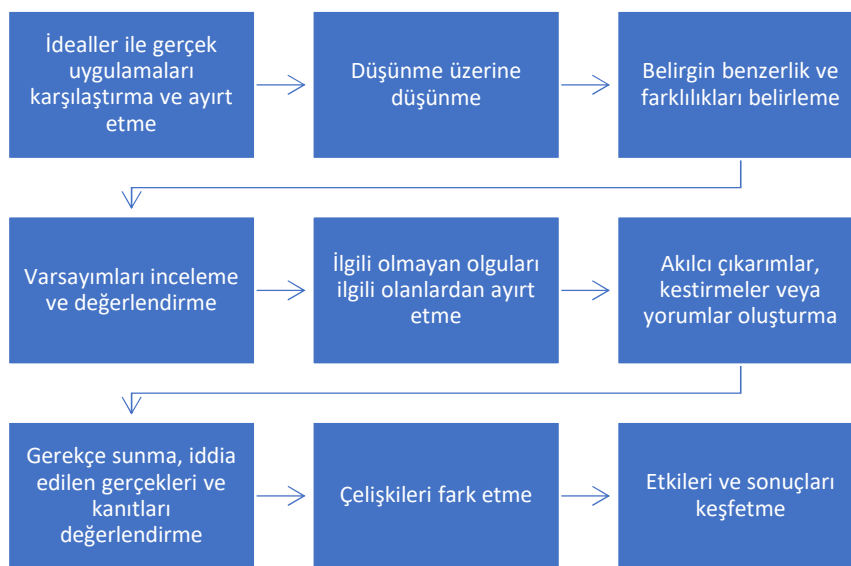 İdealler ile gerçek
uygulamaları
karşılaştırma ve ayırt
etme
Düşünme üzerine
düşünme
Belirgin benzerlik ve
farklılıkları belirleme
Varsayımları inceleme
ve değerlendirme
İlgili olmayan olguları
ilgili olanlardan ayırt
etme
Akılcı çıkarımlar,
kestirmeler veya
yorumlar oluşturma
Gerekçe sunma, iddia
edilen gerçekleri ve
kanıtları
değerlendirme
Çelişkileri fark etme
Etkileri ve sonuçları
keşfetme